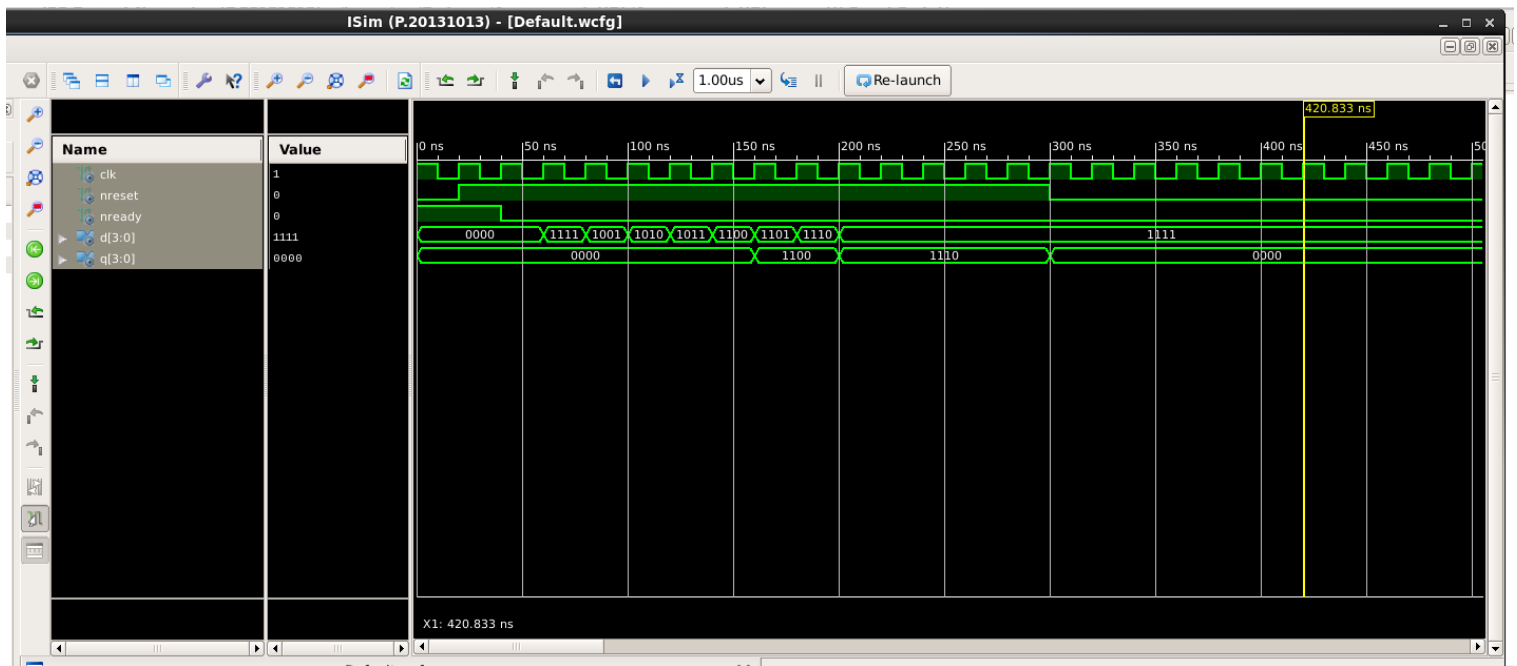 ISim (P.20131013) - [Default.wcfg]
1.00us
Re-launch
420.833 ns
Name Value
0 ns 50 ns 100 ns 150 ns 200 ns 250 ns 300 ns 350 ns 400 ns 450 ns 50
clk 1
nreset 0
nready 0
d[3:0] 1111 0000 1111 1001 1010 1011 1100 1101 1110 1111
q[3:0] 0000 0000 1100 1110 0000
X1: 420.833 ns